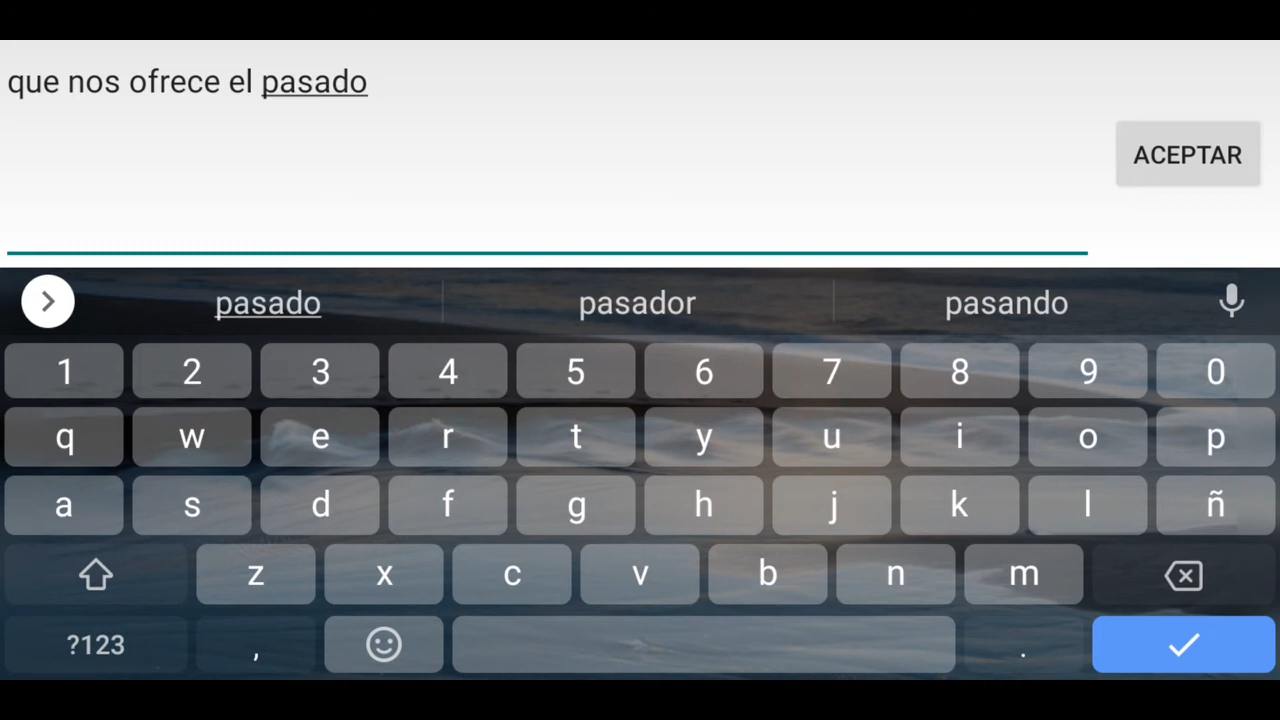 que nos ofrece el pasado
ACEPTAR
pasado pasador pasando
1 2 3 4 5 6 7 8 9 0
q w e r t y u i o p
a s d f g h j k l ñ
z x c v b n m
?123 , .